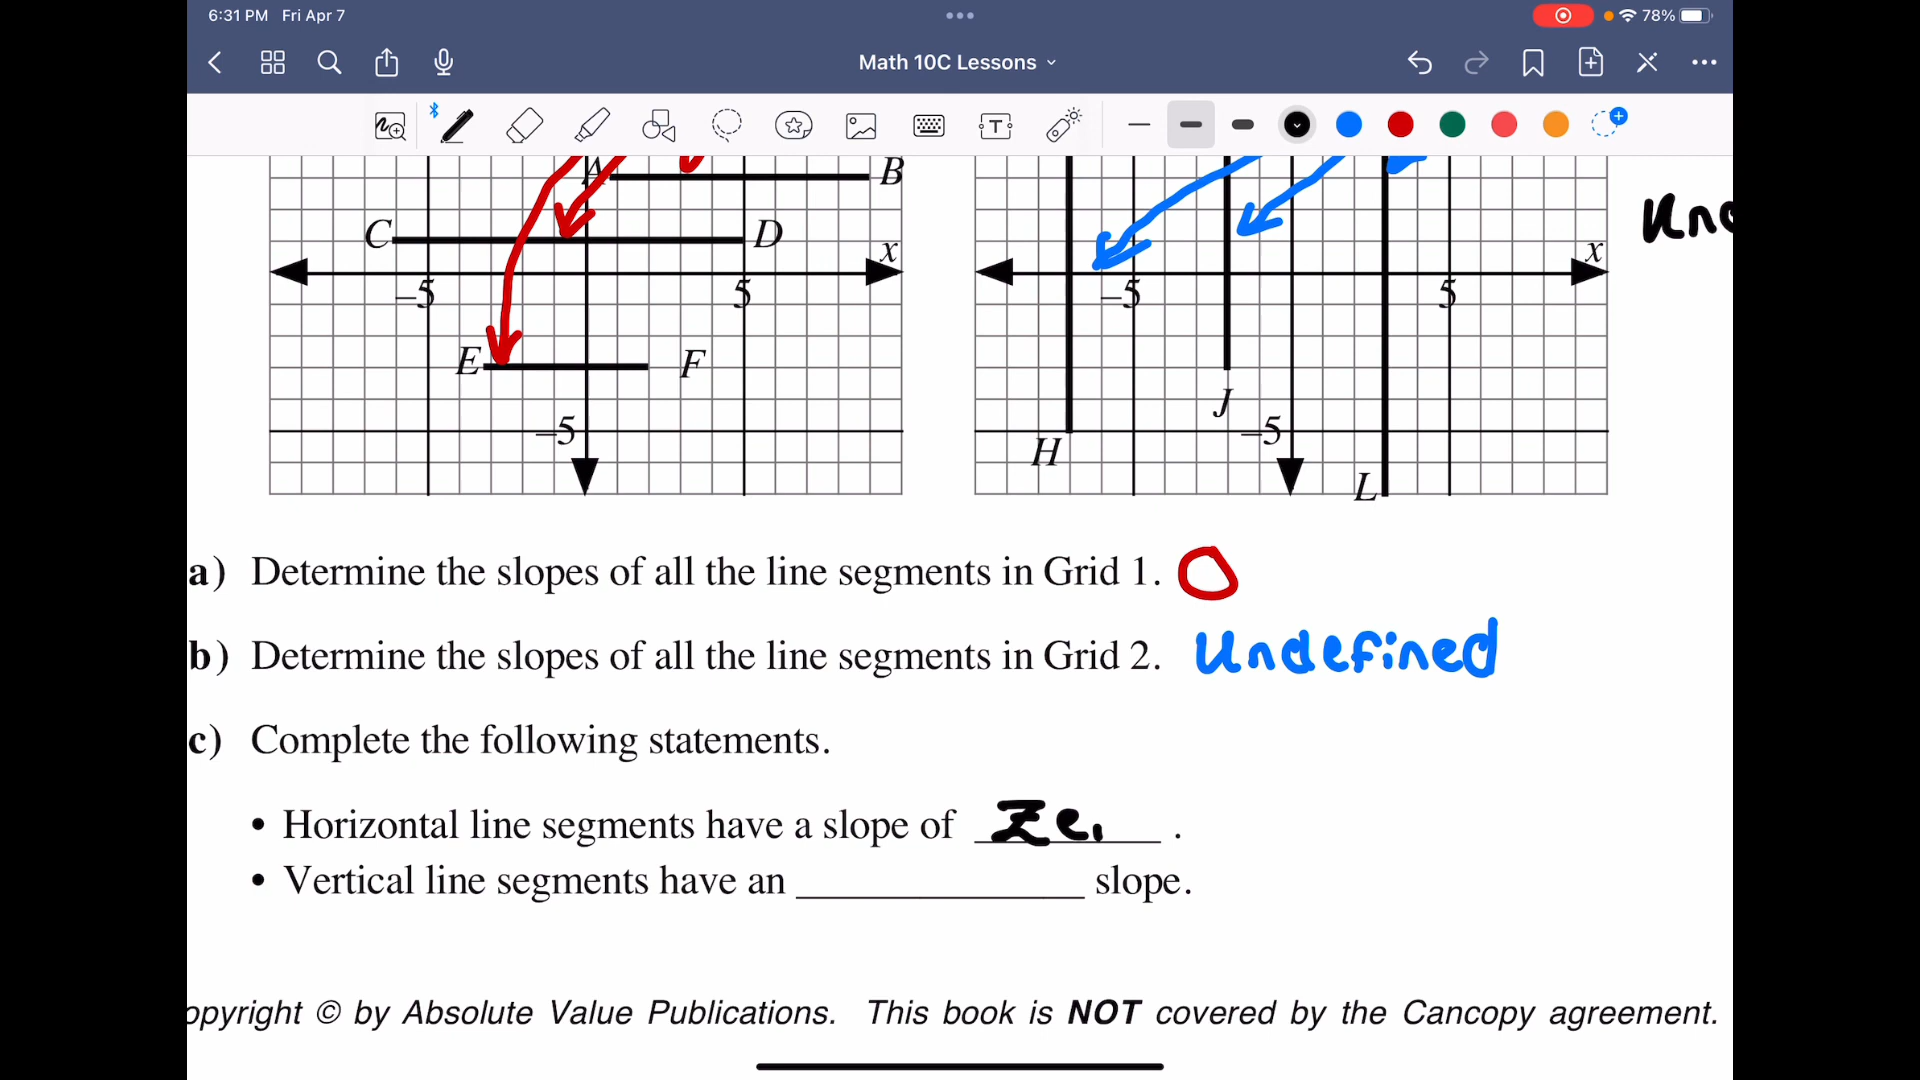 6:31 PM Fri Apr 7
78%
Math 10C Lessons
T
A B
C D
x
–5 5
E F
–5
x
–5 5
J
–5
H
L
a) Determine the slopes of all the line segments in Grid 1. 0
b) Determine the slopes of all the line segments in Grid 2. Undefined
c) Complete the following statements.
• Horizontal line segments have a slope of Ze .
• Vertical line segments have an ____________ slope.
opyright © by Absolute Value Publications. This book is NOT covered by the Cancopy agreement.